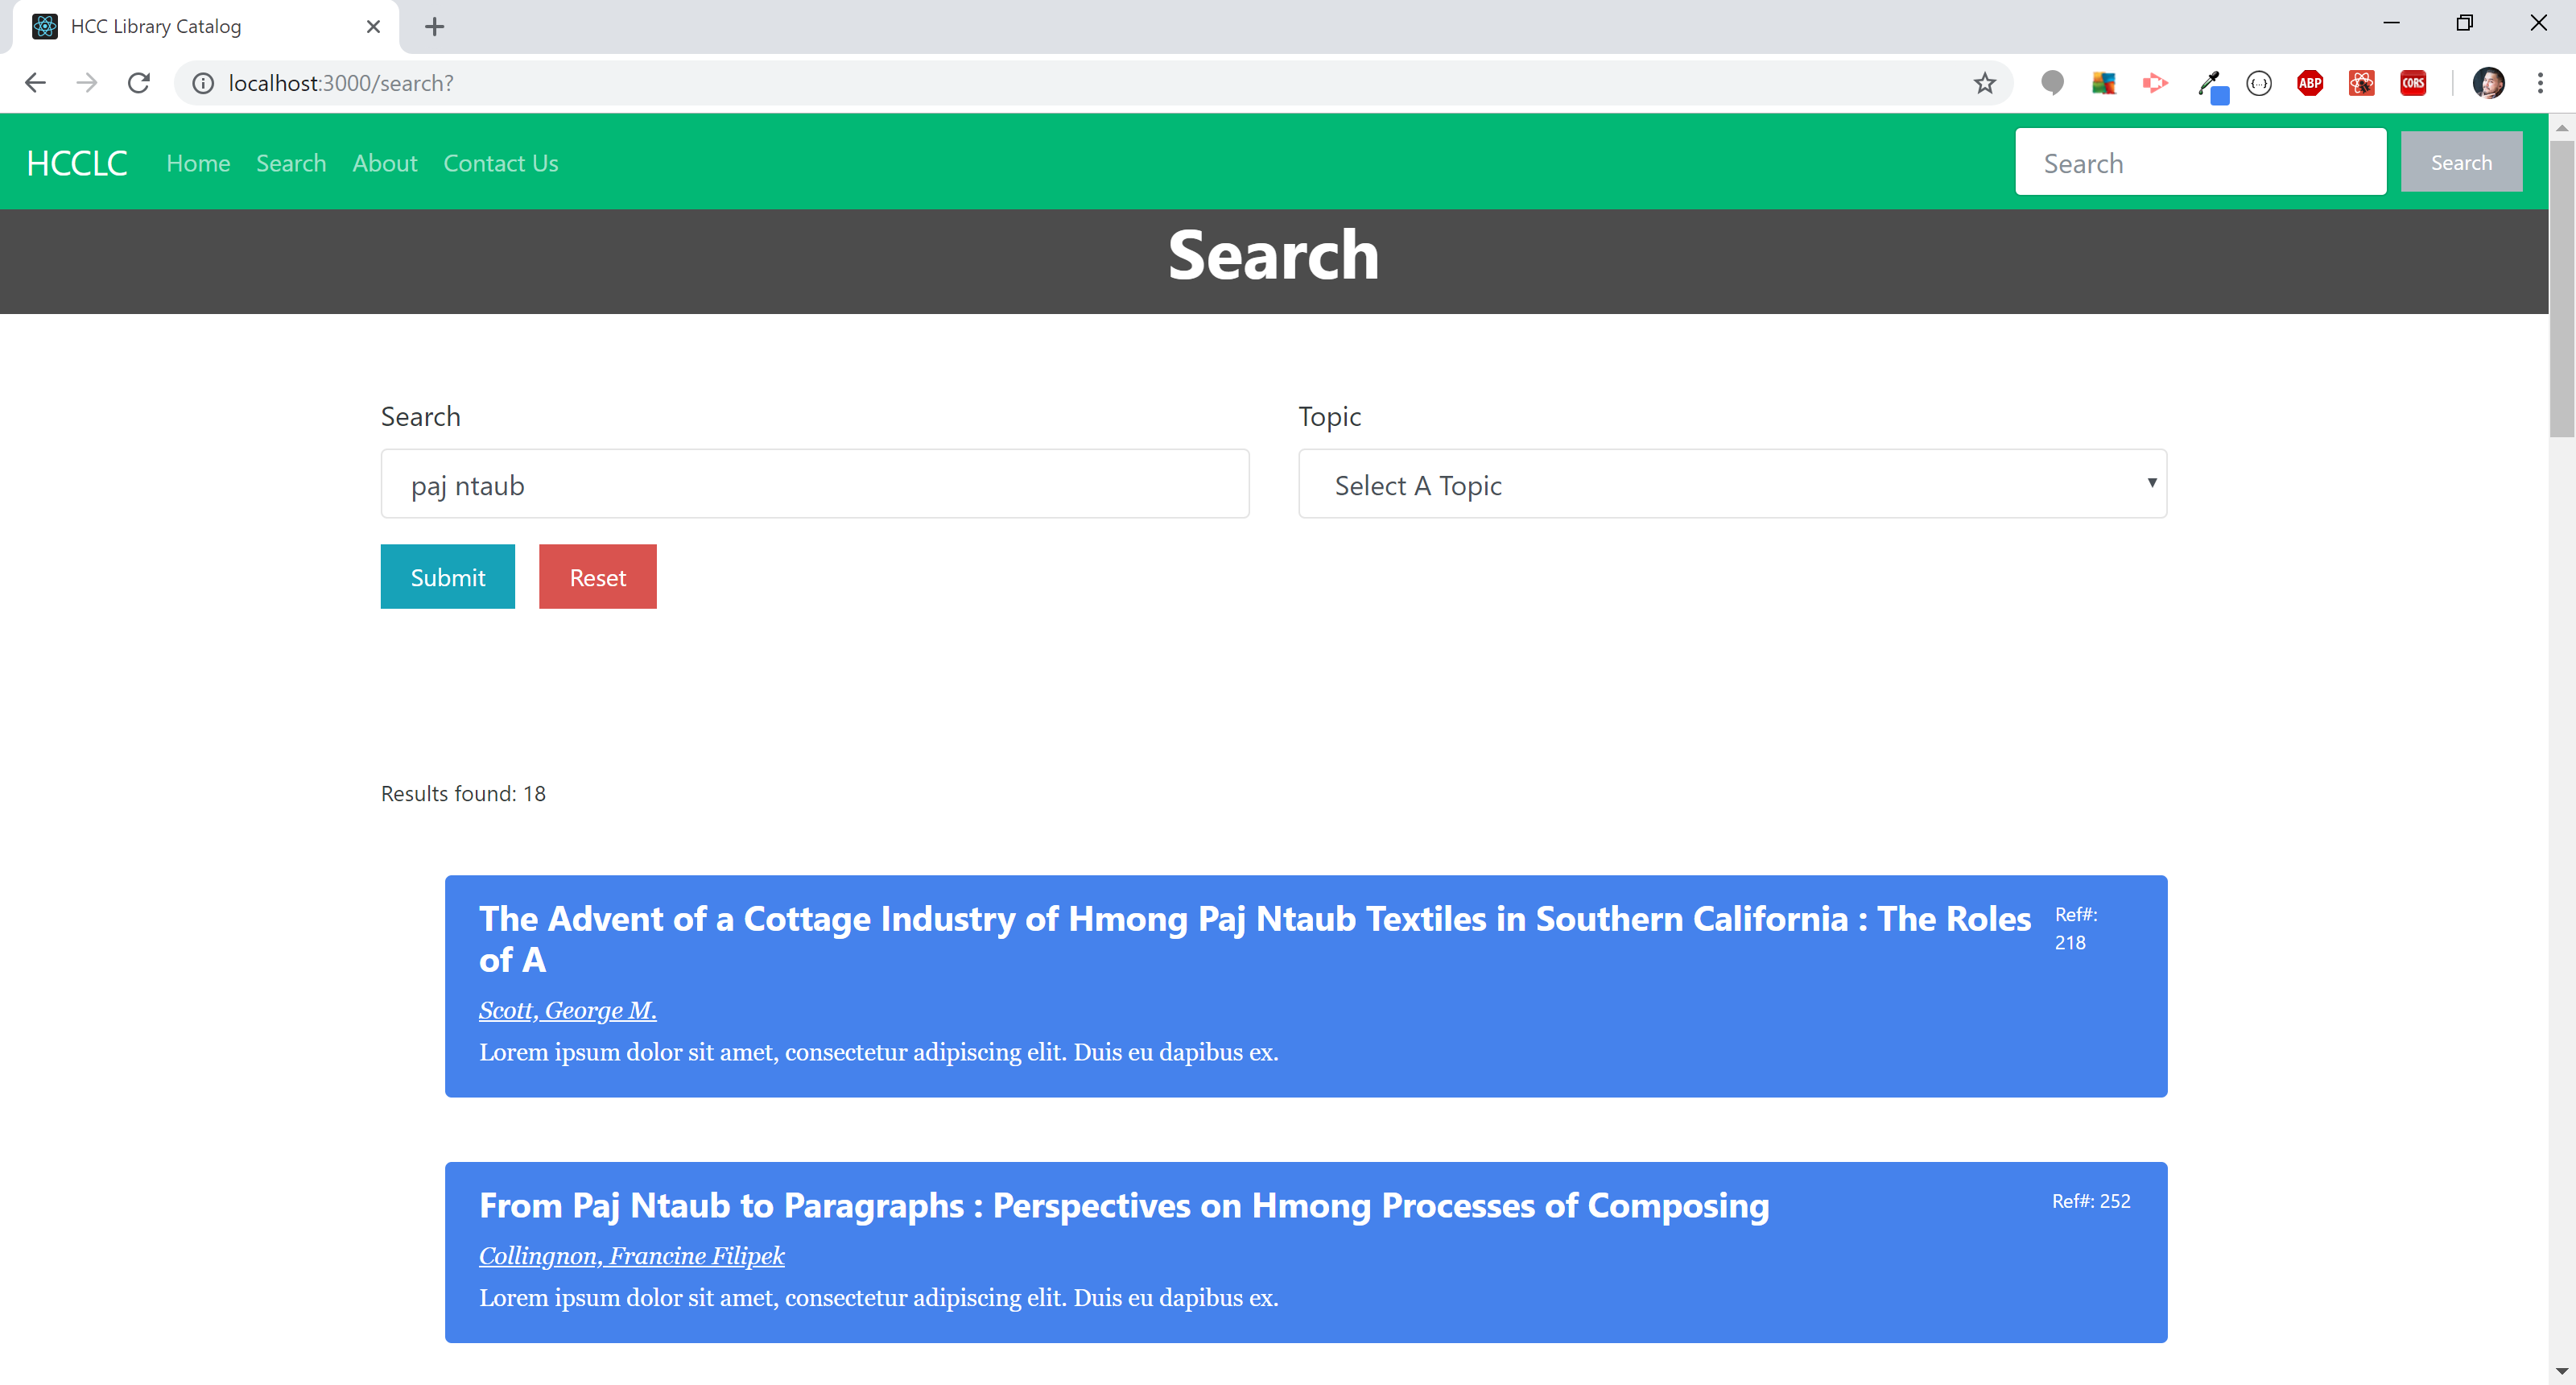 HCC Library Catalog
localhost:3000/search?
ABP
CORS
HCCLC Home Search About Contact Us Search Search
Search
Search Topic
paj ntaub Select A Topic
Submit Reset
Results found: 18
The Advent of a Cottage Industry of Hmong Paj Ntaub Textiles in Southern California : The Roles
of A
Ref#:
218
Scott, George M.
Lorem ipsum dolor sit amet, consectetur adipiscing elit. Duis eu dapibus ex.
From Paj Ntaub to Paragraphs : Perspectives on Hmong Processes of Composing
Ref#: 252
Collingnon, Francine Filipek
Lorem ipsum dolor sit amet, consectetur adipiscing elit. Duis eu dapibus ex.